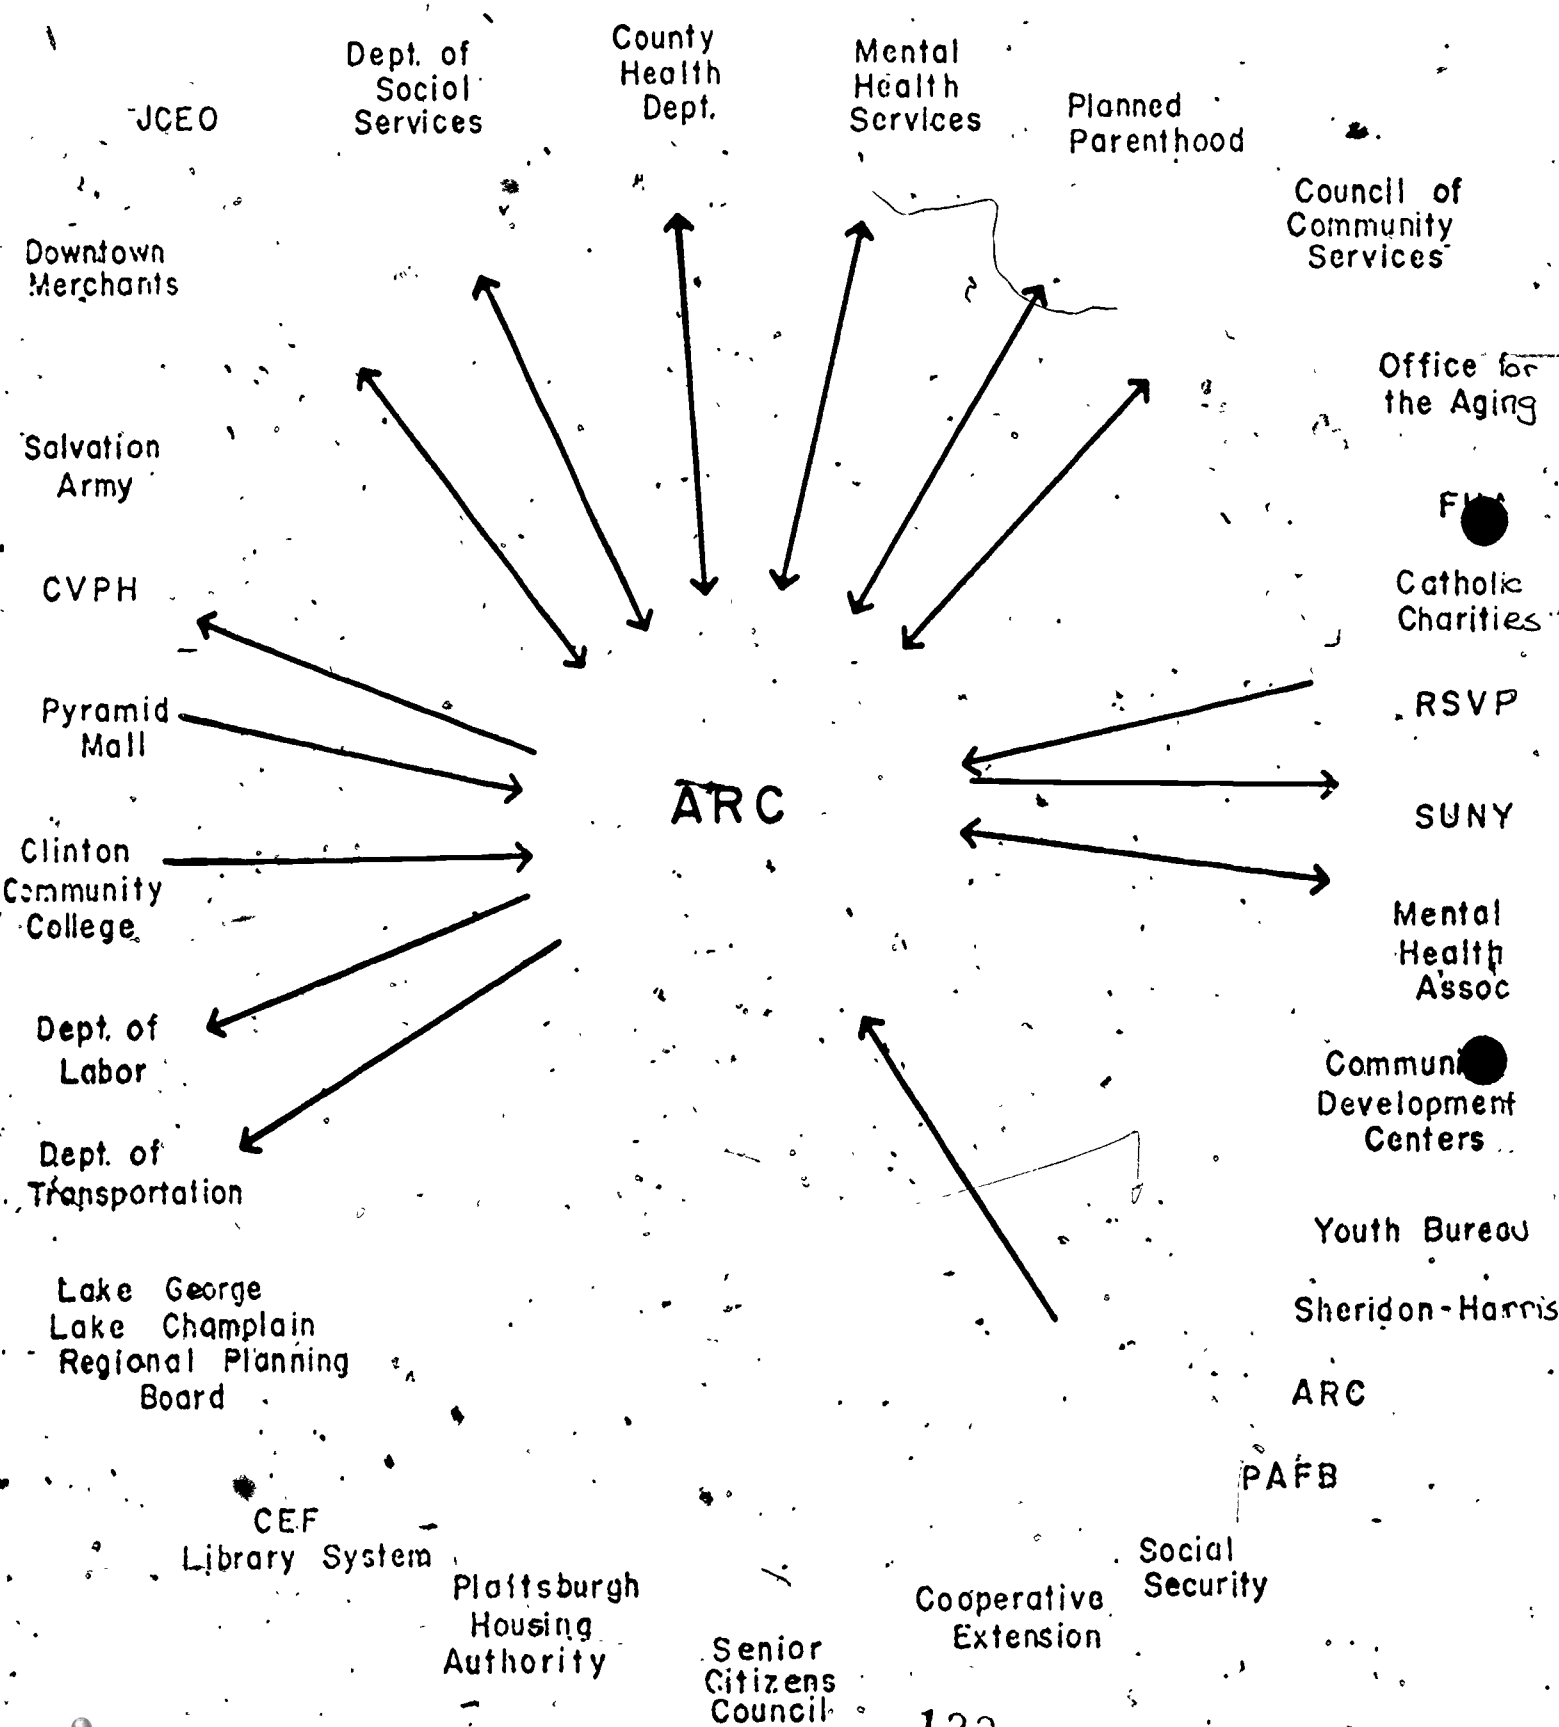 JCEO
Dept. of
Social
Services
County
Health
Dept.
Mental
Health
Services
Planned
Parenthood
Council of
Community
Services
Downtown
Merchants
Office for
the Aging
Salvation
Army
CVPH
Catholic
Charities
Pyramid
Mall
RSVP
ARC
SUNY
Clinton
Community
College
Mental
Health
Assoc
Dept. of
Labor
Development
Centers
Dept. of
Transportation
Youth Bureau
Lake George
Lake Champlain
Regional Planning
Board
Sheridon-Harris
ARC
PAFB
CEF
Library System
Social
Security
Plattsburgh
Housing
Authority
Cooperative
Extension
Senior
Citizens
Council